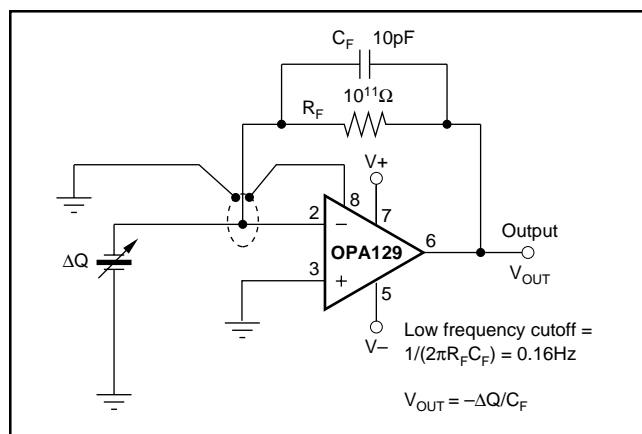 C_F 10pF
10^11Ω
R_F
V+
8
7
2
−
OPA129
6
Output
V_OUT
ΔQ
3
+
5
V−
Low frequency cutoff =
1/(2πR_FC_F) = 0.16Hz
V_OUT = −ΔQ/C_F